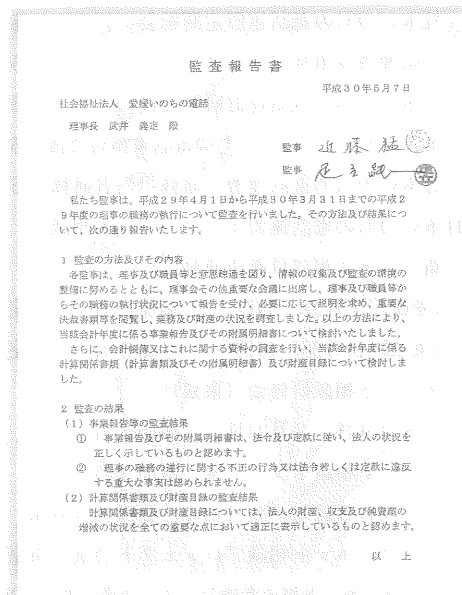 監査報告書
平成30年5月7日
社会福祉法人 愛媛いのちの電話
理事長 武井 義定 殿
監事 近藤 猛
監事 足立
私たち監事は、平成29年4月1日から平成30年3月31日までの平成2
9年度の理事の職務の執行について監査を行いました。その方法及び結果につ
いて、次の通り報告いたします。
1 監査の方法及びその内容
各監事は、理事及び職員等と意思疎通を図り、情報の収集及び監査の環境の
整備に努めるとともに、理事会その他重要な会議に出席し、理事及び職員等か
らその職務の執行状況について報告を受け、必要に応じて説明を求め、重要な
決裁書類等を閲覧し、業務及び財産の状況を調査しました。以上の方法により、
当該会計年度に係る事業報告及びその附属明細書について検討いたしました。
さらに、会計帳簿又はこれに関する資料の調査を行い、当該会計年度に係る
計算関係書類(計算書類及びその附属明細書)及び財産目録について検討しま
した。
2 監査の結果
(1)事業報告等の監査結果
① 事業報告及びその附属明細書は、法令及び定款に従い、法人の状況を
正しく示しているものと認めます。
② 理事の職務の遂行に関する不正の行為又は法令若しくは定款に違反
する重大な事実は認められません。
(2)計算関係書類及び財産目録の監査結果
計算関係書類及び財産目録については、法人の財産、収支及び純資産の
増減の状況を全ての重要な点において適正に表示しているものと認めます。
以 上